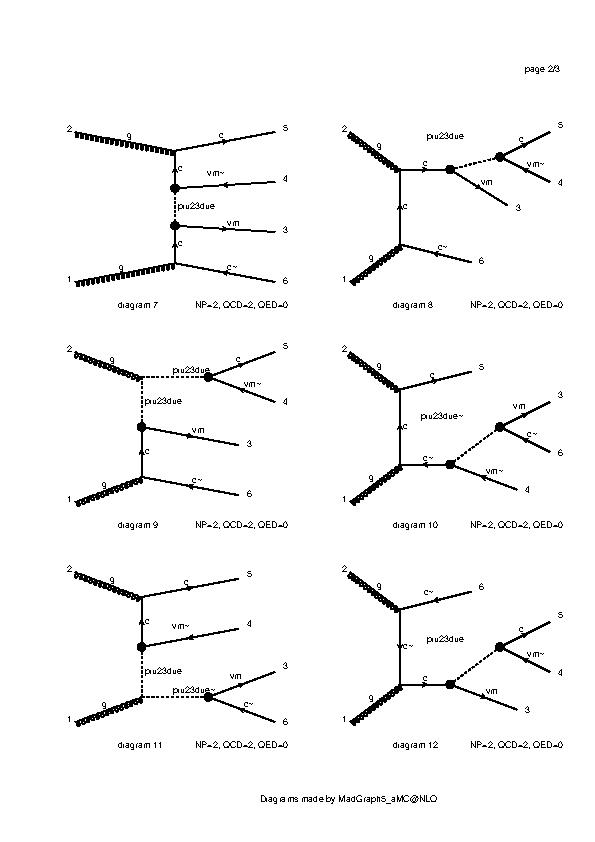 page 2/3
2 g c 5
c vm~ 4
piu23due
vm 3
c
1 g c~ 6
diagram 7 NP=2, QCD=2, QED=0
2 g piu23due c 5
c vm~ 4
vm 3
c
1 g c~ 6
diagram 8 NP=2, QCD=2, QED=0
2 g piu23due c 5
vm~ 4
piu23due
vm 3
c
1 g c~ 6
diagram 9 NP=2, QCD=2, QED=0
2 g c 5
piu23due~ vm 3
c
c~ 6
1 g c~ vm~ 4
diagram 10 NP=2, QCD=2, QED=0
2 g c 5
c vm~ 4
piu23due
piu23due~ vm 3
1 g c~ 6
diagram 11 NP=2, QCD=2, QED=0
2 g c~ 6
c~ piu23due c 5
vm~ 4
1 g c vm 3
diagram 12 NP=2, QCD=2, QED=0
Diagrams made by MadGraph5_aMC@NLO